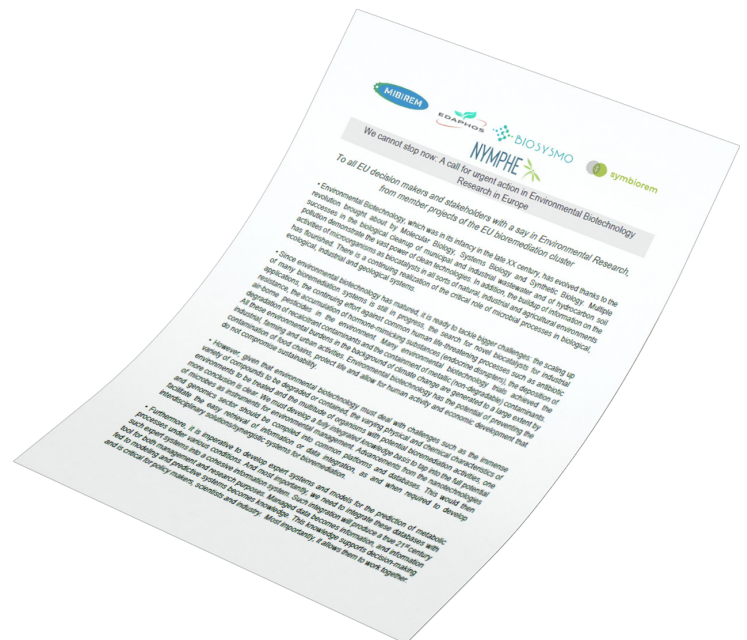 MIBIREM
EDAPHOS
BIOSYSMO
NYMPHE
symbiorem
We cannot stop now: A call for urgent action in Environmental Biotechnology
Research in Europe
To all EU decision makers and stakeholders with a say in Environmental Research,
from member projects of the EU bioremediation cluster
• Environmental Biotechnology, which was in its infancy in the late XX century, has evolved thanks to the
revolution brought about by Molecular Biology, Systems Biology and Synthetic Biology. Multiple
successes in the biological cleanup of municipal and industrial wastewater and of hydrocarbon soil
pollution demonstrate the vast power of clean technologies. In addition, the buildup of information on the
activities of microorganisms as biocatalysts in all sorts of natural, industrial and agricultural environments
has flourished. There is a continuing realization of the critical role of microbial processes in biological,
ecological, industrial and geological systems.
• Since environmental biotechnology has matured, it is ready to tackle bigger challenges: the scaling up
of many bioremediation systems is still in progress, the search for novel biocatalysts for industrial
applications, the continuing effort against common human life-threatening processes such as antibiotic
resistance, the accumulation of hormone-mimicking substances (endocrine disrupters), the deposition of
air-borne pesticides in the environment. Many environmental biotechnology trials achieved the
degradation of recalcitrant contaminants and the containment of metallic (non-degradable) contaminants
All these environmental burdens in the background of climate change are generated to a large extent by
industrial, farming and urban activities. Environmental biotechnology has the potential of preventing the
contamination of food chains, protect life and allow for human activity and economic development that
do not compromise sustainability.
• However, given that environmental biotechnology must deal with challenges such as the immense
variety of compounds to be degraded or contained, the varying physical and chemical characteristics of
environments to be treated and the multitude of organisms with potential bioremediation activities, one
more conclusion is clear: We must develop a fully integrated knowledge basis to tap into the full potential
of microbes as instruments for environmental management. Advancements from the nanotechnologies
and genomics sector should be compiled into common platforms and databases. This would then
facilitate the easy retrieval of information or data integration, as and when required to develop
interdisciplinary solutions/synergistic systems for bioremediation.
• Furthermore, it is imperative to develop expert systems and models for the prediction of metabolic
processes under various conditions. And most importantly, we need to integrate these databases with
such expert systems into a cohesive information system. Such integration will produce a true 21st century
tool for both management and research purposes. Managed data becomes information, and information
fed to modeling and predictive systems becomes knowledge. This knowledge supports decision-making
and is critical for policy makers, scientists and industry. Most importantly, it allows them to work together.